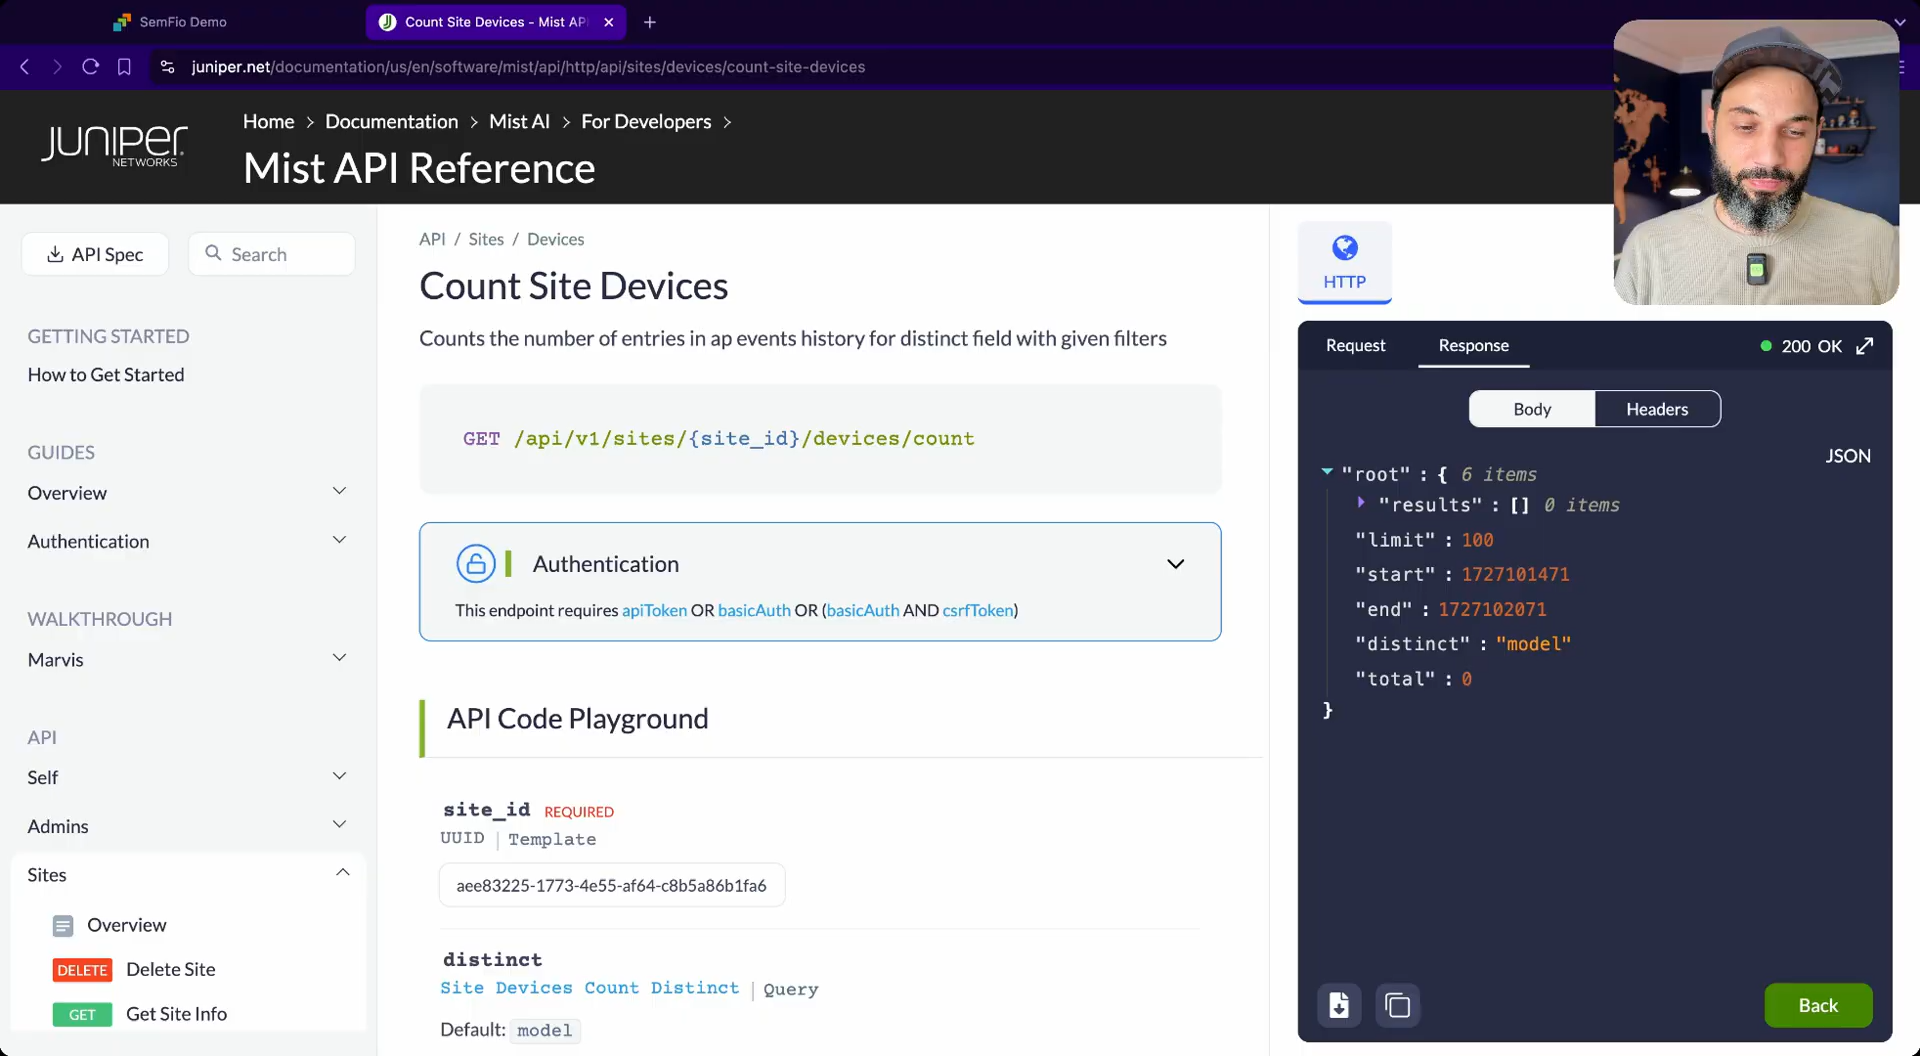 SemFio Demo
Count Site Devices - Mist AP
juniper.net/documentation/us/en/software/mist/api/http/api/sites/devices/count-site-devices
JUNIPER
NETWORKS
Home > Documentation > Mist AI > For Developers >
Mist API Reference
API Spec
Search
GETTING STARTED
How to Get Started
GUIDES
Overview
Authentication
WALKTHROUGH
Marvis
API
Self
Admins
Sites
Overview
DELETE Delete Site
GET Get Site Info
API / Sites / Devices
Count Site Devices
Counts the number of entries in ap events history for distinct field with given filters
GET /api/v1/sites/{site_id}/devices/count
Authentication
This endpoint requires apiToken OR basicAuth OR (basicAuth AND csrfToken)
API Code Playground
site_id REQUIRED
UUID | Template
aee83225-1773-4e55-af64-c8b5a86b1fa6
distinct
Site Devices Count Distinct | Query
Default: model
HTTP
Request
Response
200 OK
Body
Headers
JSON
"root" : { 6 items
"results" : [] 0 items
"limit" : 100
"start" : 1727101471
"end" : 1727102071
"distinct" : "model"
"total" : 0
}
Back